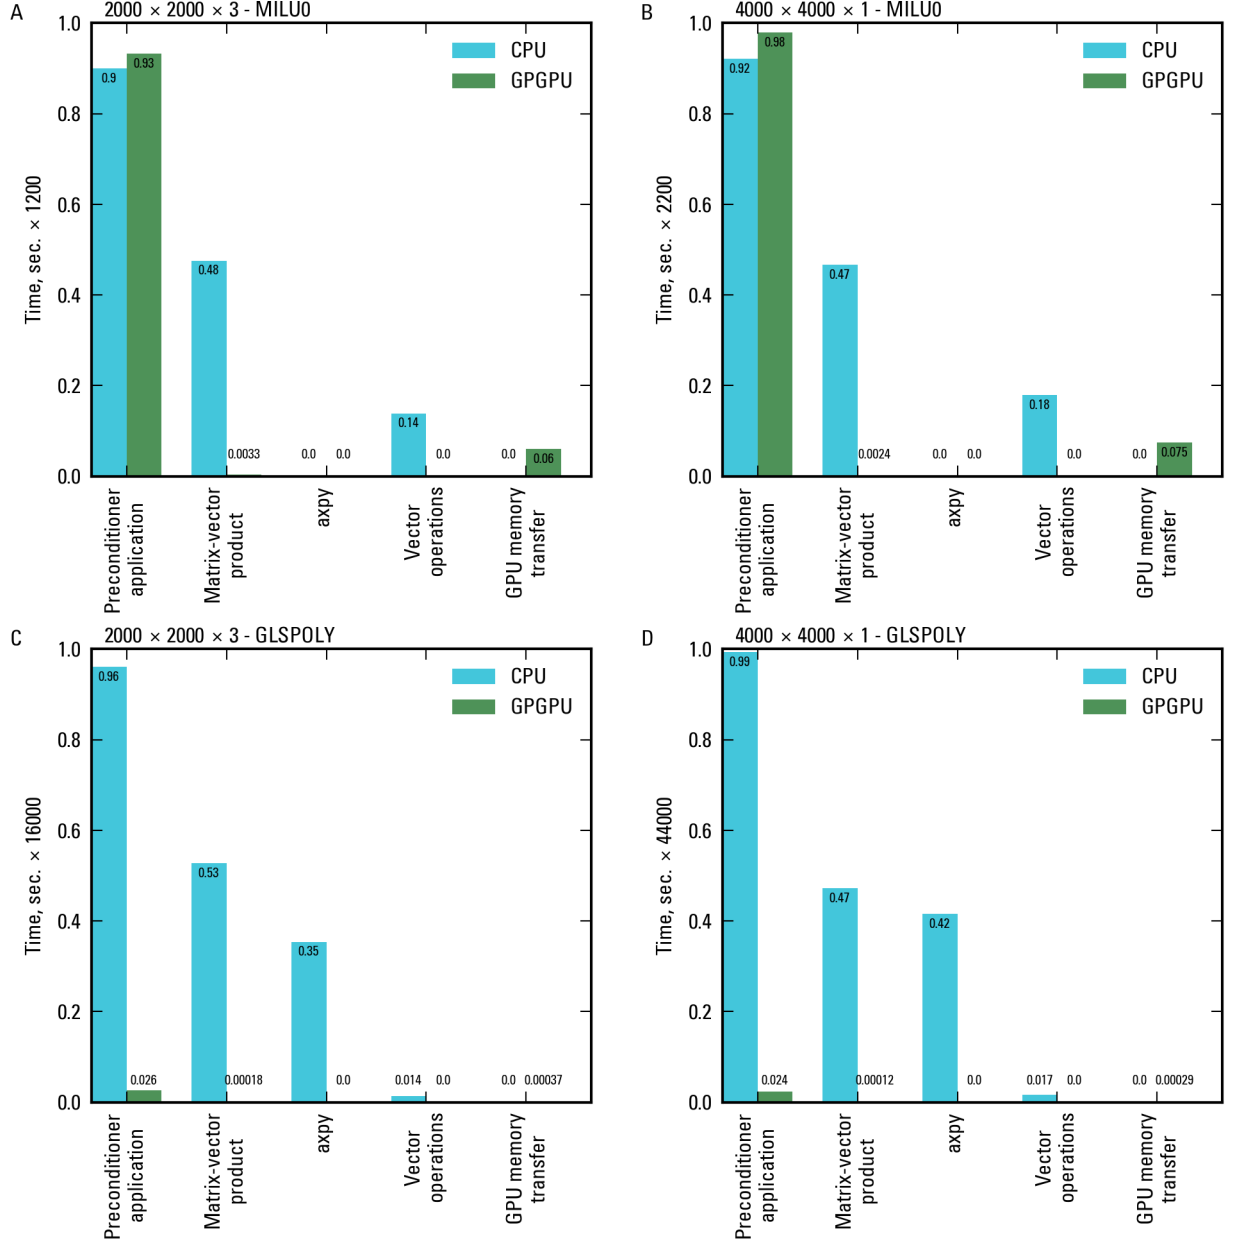 A
2000 × 2000 × 3 - MILU0
CPU
GPGPU
Time, sec. × 1200
1.0
0.8
0.6
0.4
0.2
0.0
0.9
0.93
0.48
0.0033
0.0
0.0
0.14
0.0
0.0
0.06
Preconditioner
application
Matrix-vector
product
axpy
Vector
operations
GPU memory
transfer
B
4000 × 4000 × 1 - MILU0
CPU
GPGPU
Time, sec. × 2200
1.0
0.8
0.6
0.4
0.2
0.0
0.92
0.98
0.47
0.0024
0.0
0.0
0.18
0.0
0.0
0.075
Preconditioner
application
Matrix-vector
product
axpy
Vector
operations
GPU memory
transfer
C
2000 × 2000 × 3 - GLSPOLY
CPU
GPGPU
Time, sec. × 16000
1.0
0.8
0.6
0.4
0.2
0.0
0.96
0.026
0.53
0.00018
0.35
0.0
0.014
0.0
0.0
0.00037
Preconditioner
application
Matrix-vector
product
axpy
Vector
operations
GPU memory
transfer
D
4000 × 4000 × 1 - GLSPOLY
CPU
GPGPU
Time, sec. × 44000
1.0
0.8
0.6
0.4
0.2
0.0
0.99
0.024
0.47
0.00012
0.42
0.0
0.017
0.0
0.0
0.00029
Preconditioner
application
Matrix-vector
product
axpy
Vector
operations
GPU memory
transfer